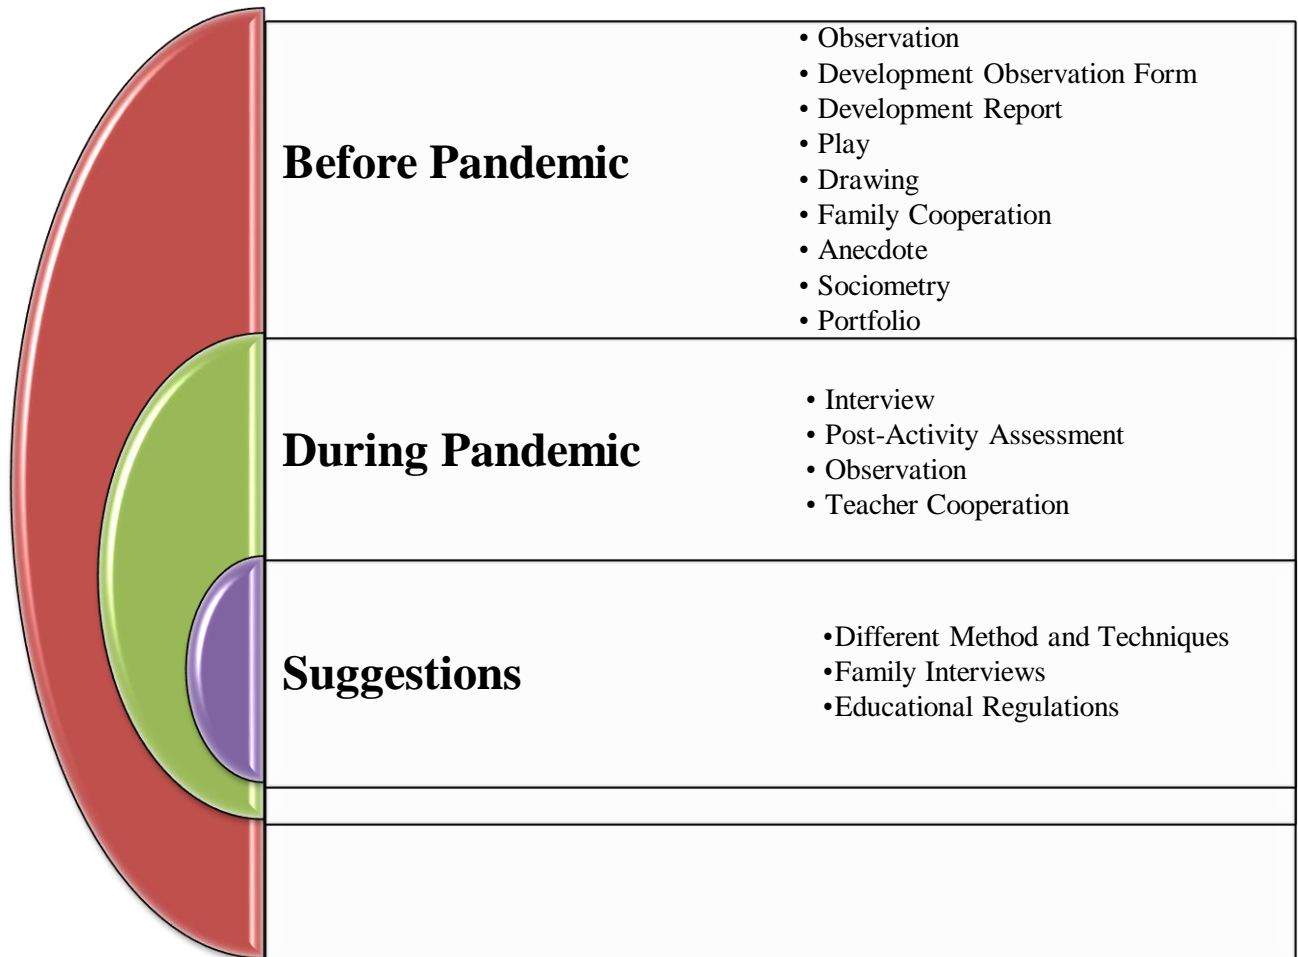 Before Pandemic
• Observation
• Development Observation Form
• Development Report
• Play
• Drawing
• Family Cooperation
• Anecdote
• Sociometry
• Portfolio
During Pandemic
• Interview
• Post-Activity Assessment
• Observation
• Teacher Cooperation
Suggestions
•Different Method and Techniques
•Family Interviews
•Educational Regulations